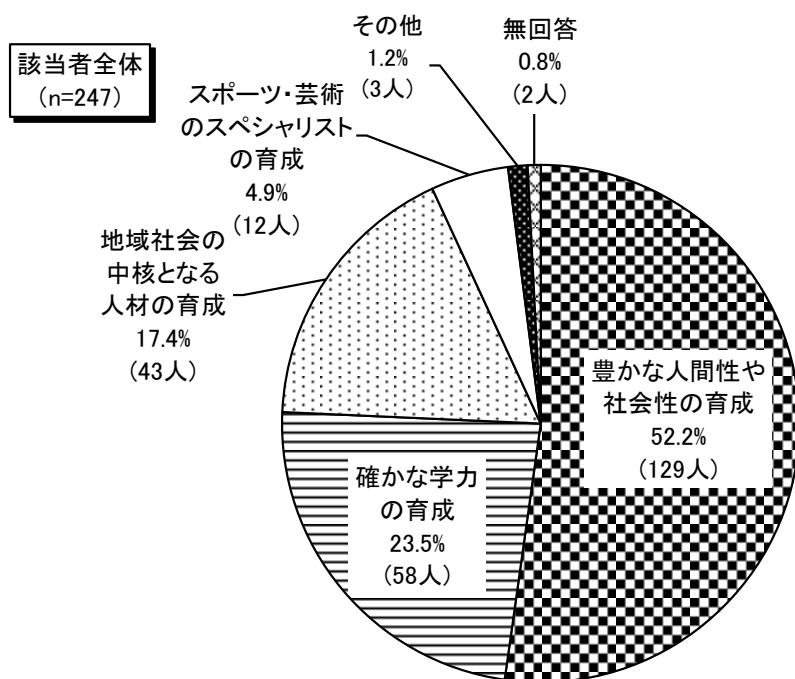 該当者全体
(n=247)
その他
1.2%
(3人)
無回答
0.8%
(2人)
スポーツ・芸術
のスペシャリスト
の育成
4.9%
(12人)
地域社会の
中核となる
人材の育成
17.4%
(43人)
豊かな人間性や
社会性の育成
52.2%
(129人)
確かな学力
の育成
23.5%
(58人)